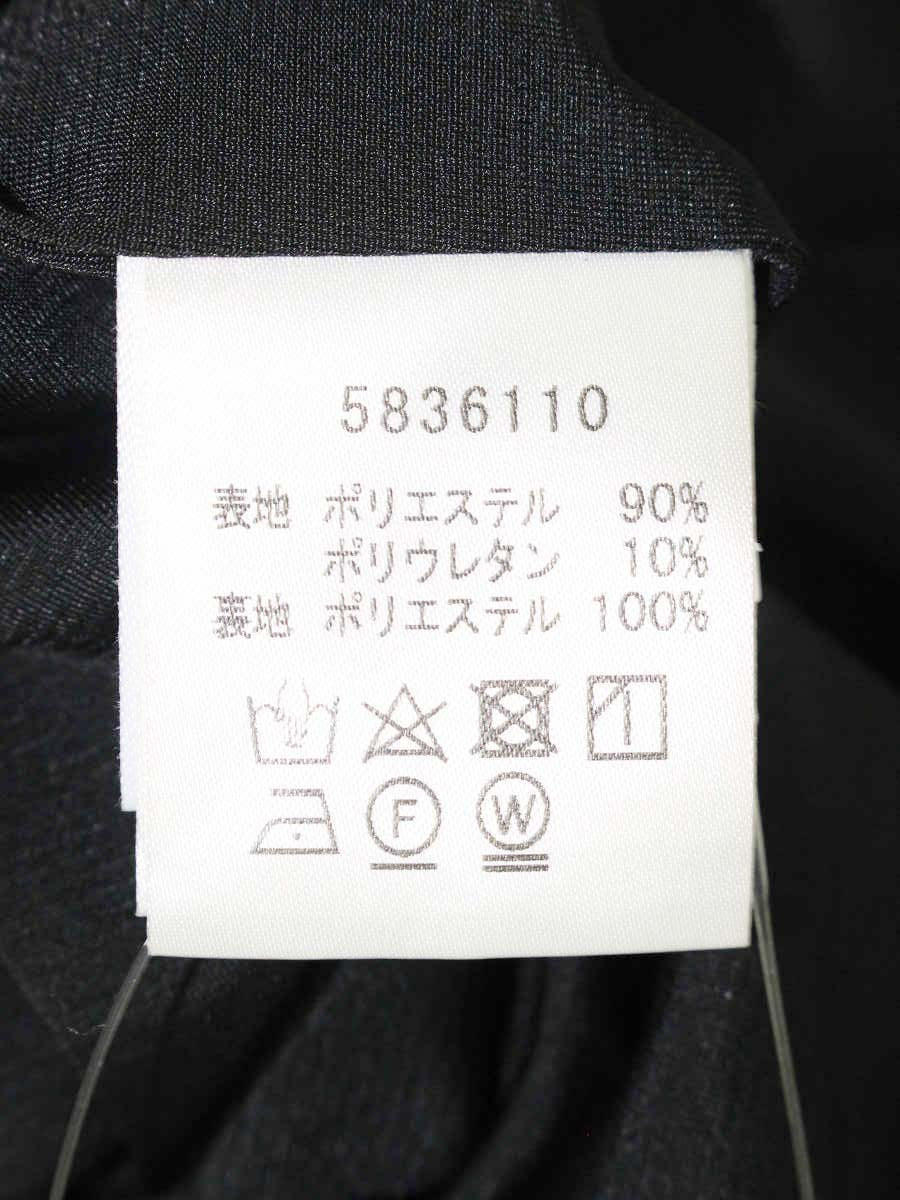 5836110
表地 ポリエステル 90%
ポリウレタン 10%
裏地 ポリエステル 100%
F W